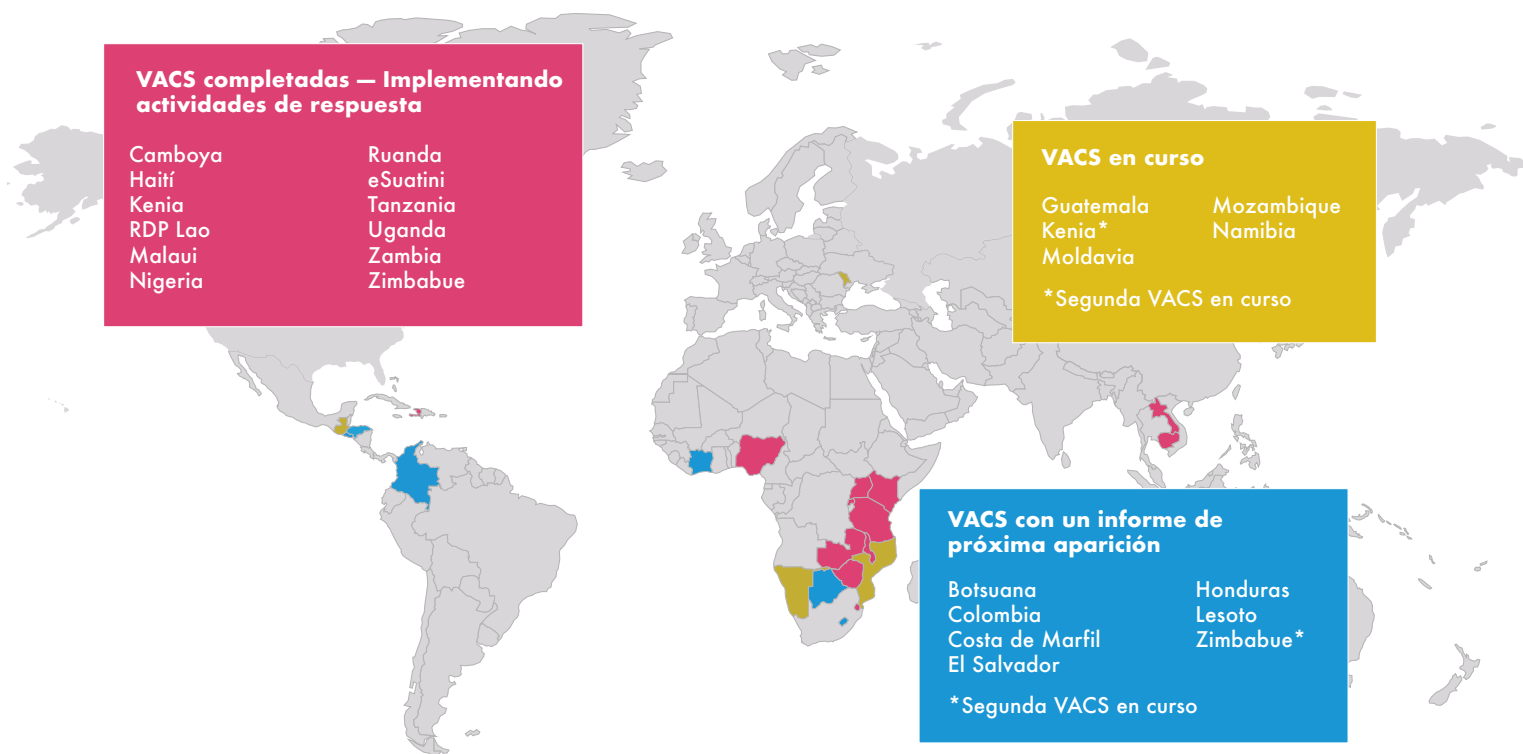 VACS completadas — Implementando
actividades de respuesta
Camboya
Haití
Kenia
RDP Lao
Malaui
Nigeria
Ruanda
eSuatini
Tanzania
Uganda
Zambia
Zimbabue
VACS en curso
Guatemala
Kenia*
Moldavia
Mozambique
Namibia
*Segunda VACS en curso
VACS con un informe de
próxima aparición
Botsuana
Colombia
Costa de Marfil
El Salvador
Honduras
Lesoto
Zimbabue*
*Segunda VACS en curso